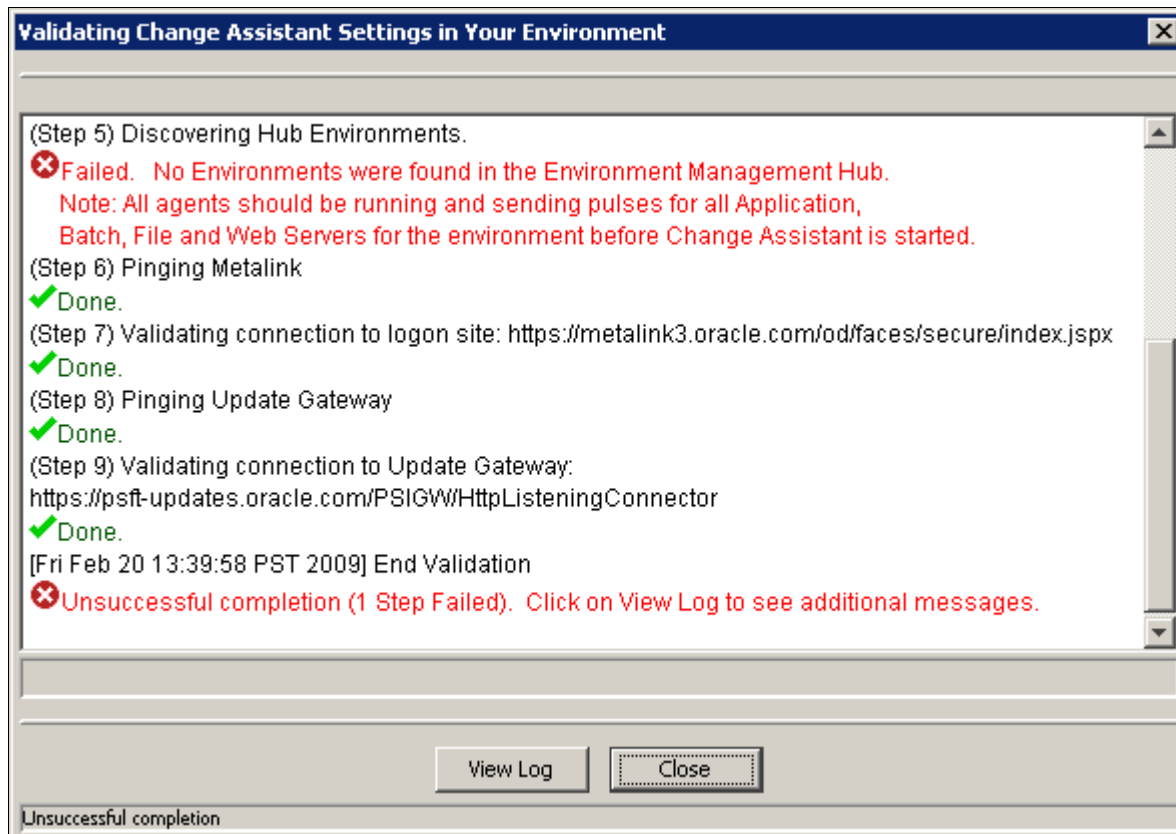 Validating Change Assistant Settings in Your Environment
(Step 5) Discovering Hub Environments.
Failed.   No Environments were found in the Environment Management Hub.
Note: All agents should be running and sending pulses for all Application,
Batch, File and Web Servers for the environment before Change Assistant is started.
(Step 6) Pinging Metalink
Done.
(Step 7) Validating connection to logon site: https://metalink3.oracle.com/od/faces/secure/index.jspx
Done.
(Step 8) Pinging Update Gateway
Done.
(Step 9) Validating connection to Update Gateway:
https://psft-updates.oracle.com/PSIGW/HttpListeningConnector
Done.
[Fri Feb 20 13:39:58 PST 2009] End Validation
Unsuccessful completion (1 Step Failed).  Click on View Log to see additional messages.
View Log
Close
Unsuccessful completion